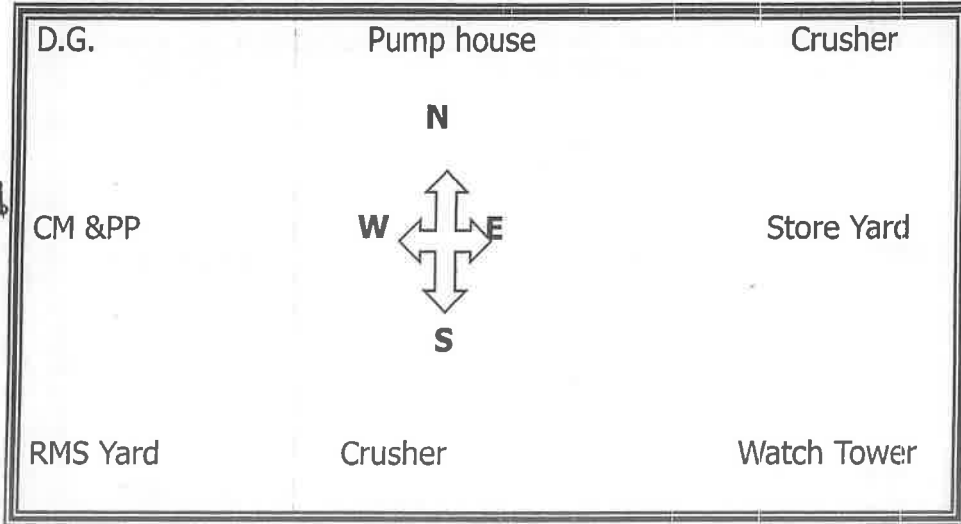 D.G. Pump house Crusher
N
CM &PP W E Store Yard
S
RMS Yard Crusher Watch Tower